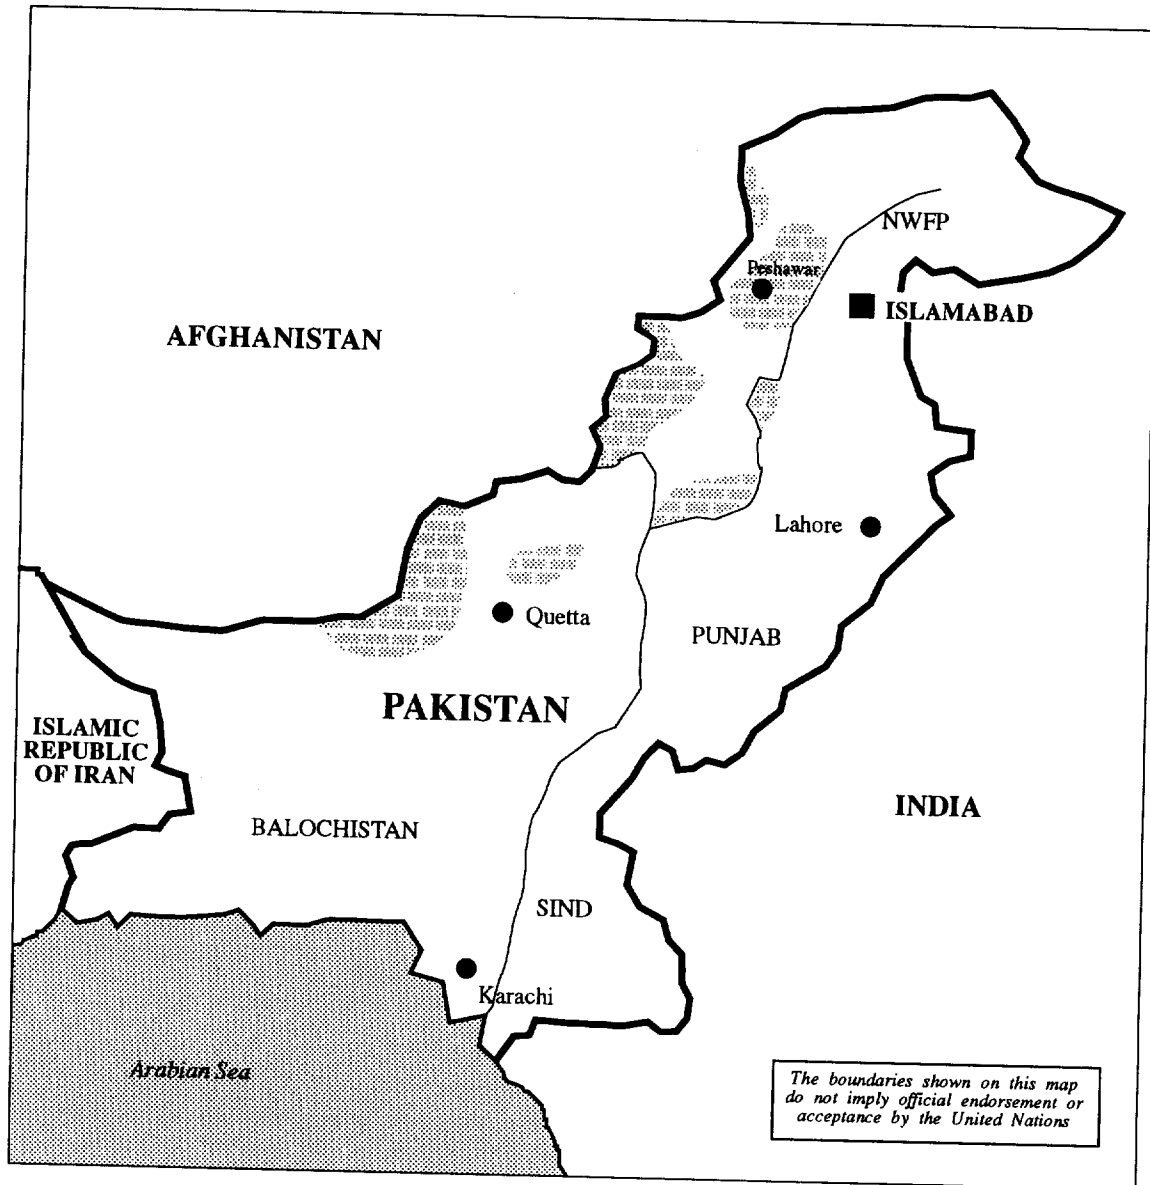 NWFP
Peshawar
ISLAMABAD
AFGHANISTAN
Lahore
Quetta
PUNJAB
PAKISTAN
ISLAMIC
REPUBLIC
OF IRAN
INDIA
BALOCHISTAN
SIND
Karachi
Arabian Sea
The boundaries shown on this map
do not imply official endorsement or
acceptance by the United Nations